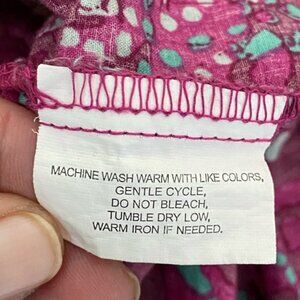 MACHINE WASH WARM WITH LIKE COLORS,
GENTLE CYCLE,
DO NOT BLEACH,
TUMBLE DRY LOW,
WARM IRON IF NEEDED.